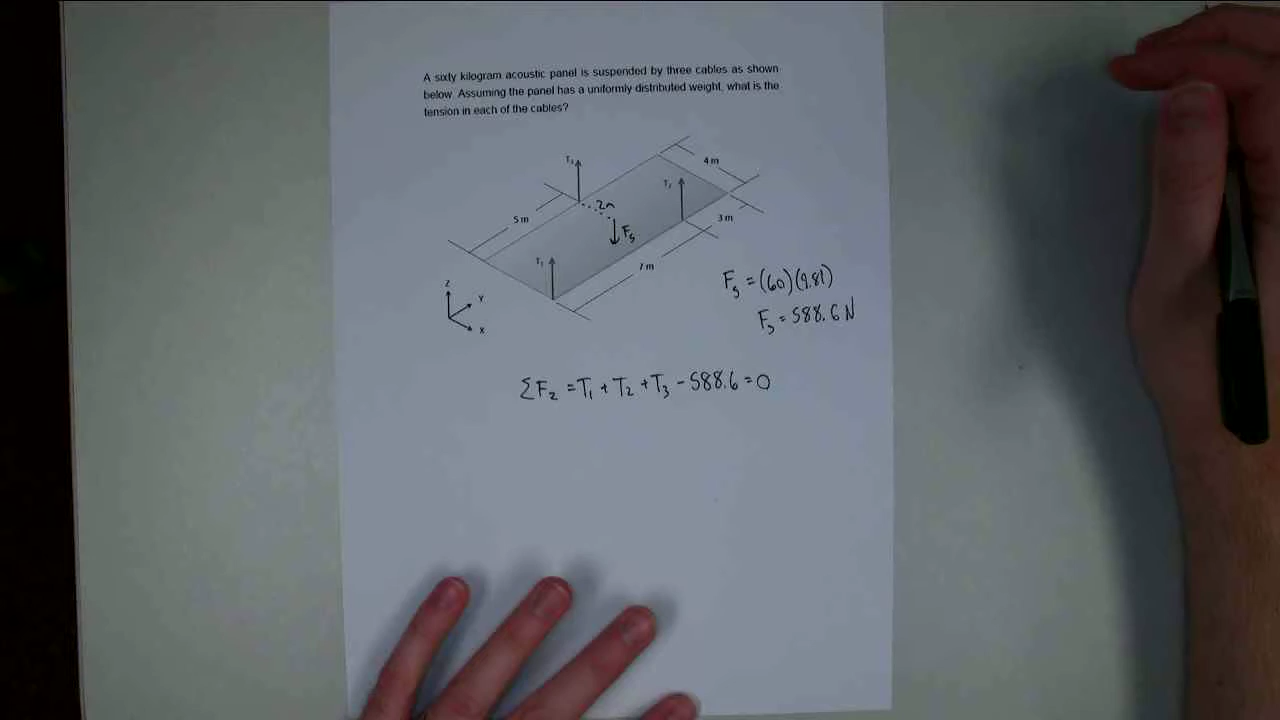 A sixty kilogram acoustic panel is suspended by three cables as shown
below. Assuming the panel has a uniformly distributed weight, what is the
tension in each of the cables?
T₃
4 m
T₂
2m
5 m
3 m
Fg
T₁
7 m
Z
Y
X
Fg = (60)(9.81)
Fg = 588.6 N
ΣFz = T₁ + T₂ + T₃ - 588.6 = 0